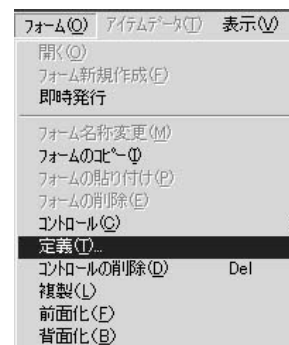 フォーム(O) アイテムデータ(T) 表示(V)
開く(O)
フォーム新規作成(F)
即時発行
フォーム名称変更(M)
フォームのコピー(I)
フォームの貼り付け(P)
フォームの削除(E)
コントロール(C)
定義(T)...
コントロールの削除(D) Del
複製(L)
前面化(F)
背面化(B)